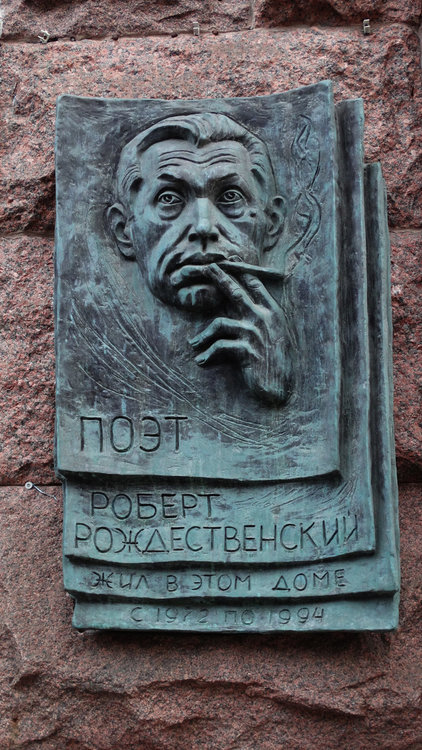 ПОЭТ
РОБЕРТ
РОЖДЕСТВЕНСКИЙ
ЖИЛ В ЭТОМ ДОМЕ
С 1972 ПО 1994